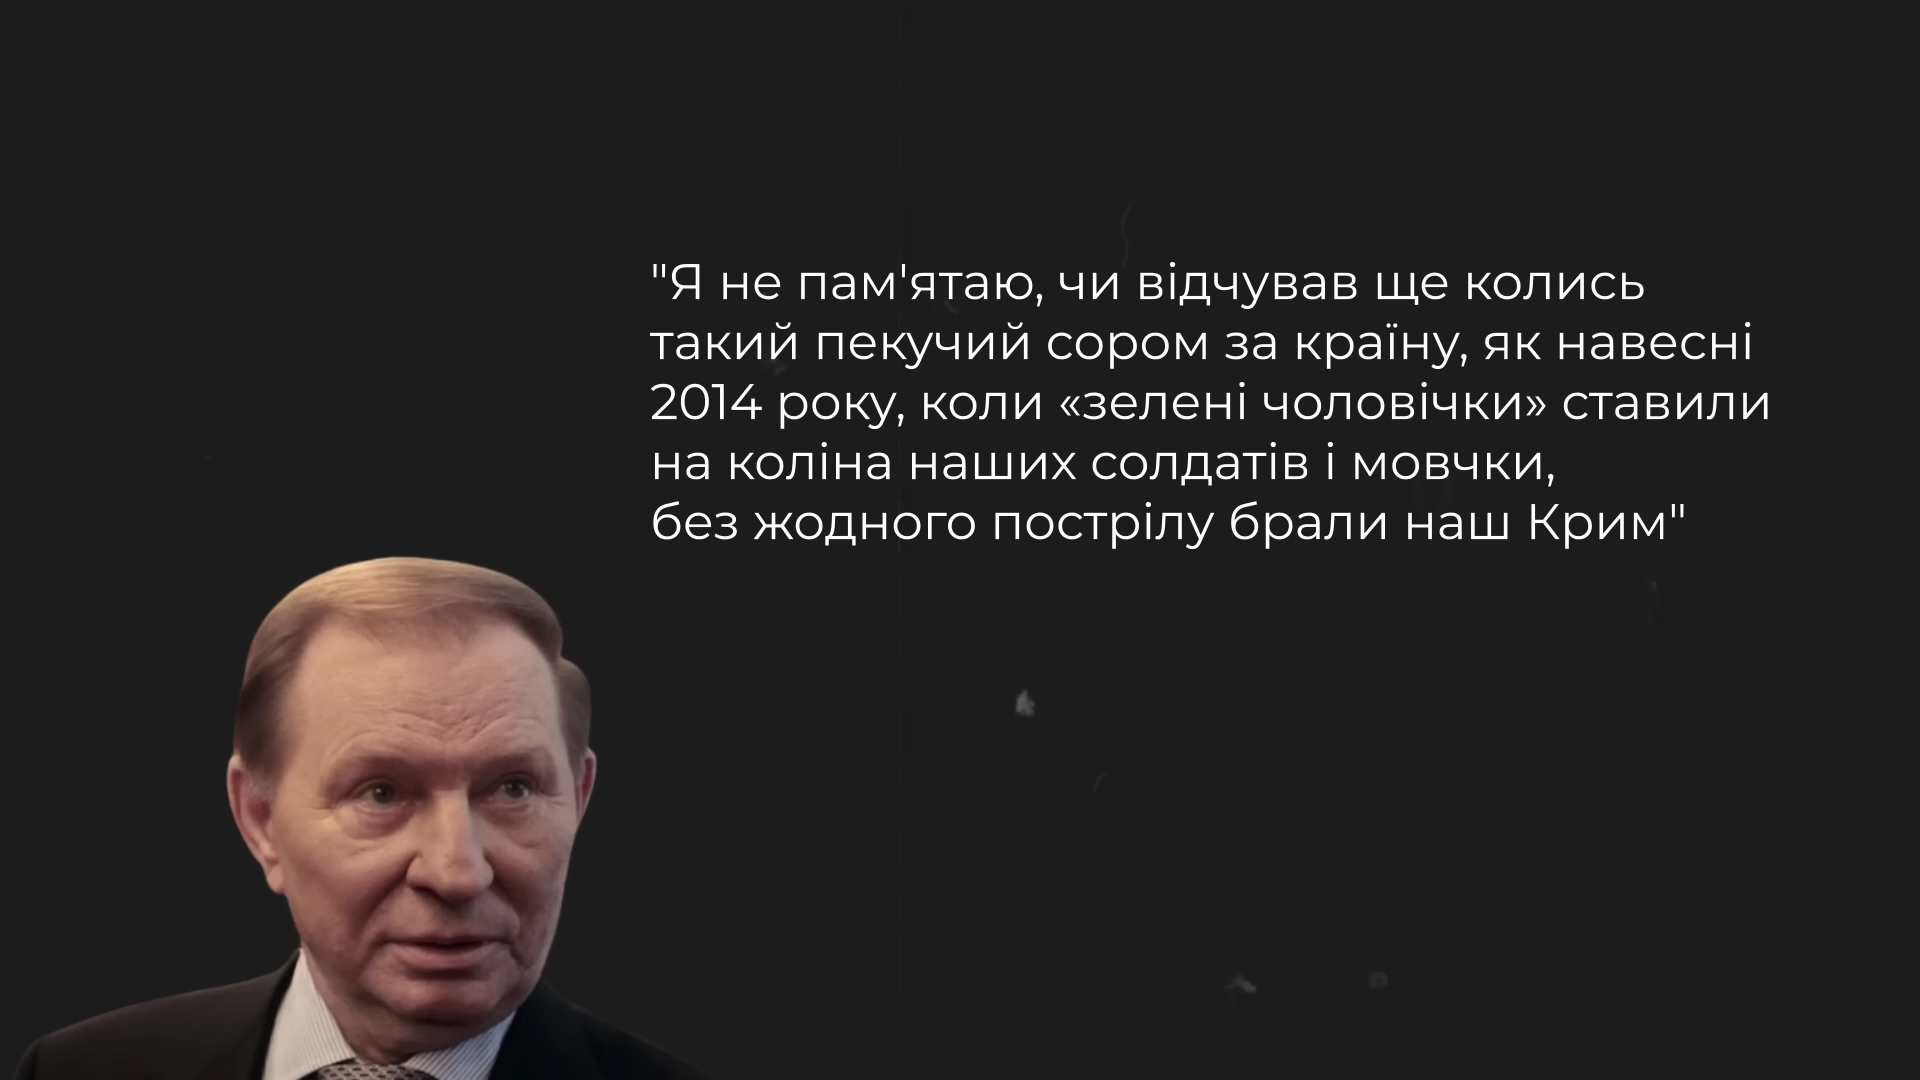 "Я не пам'ятаю, чи відчував ще колись
такий пекучий сором за країну, як навесні
2014 року, коли «зелені чоловічки» ставили
на коліна наших солдатів і мовчки,
без жодного пострілу брали наш Крим"